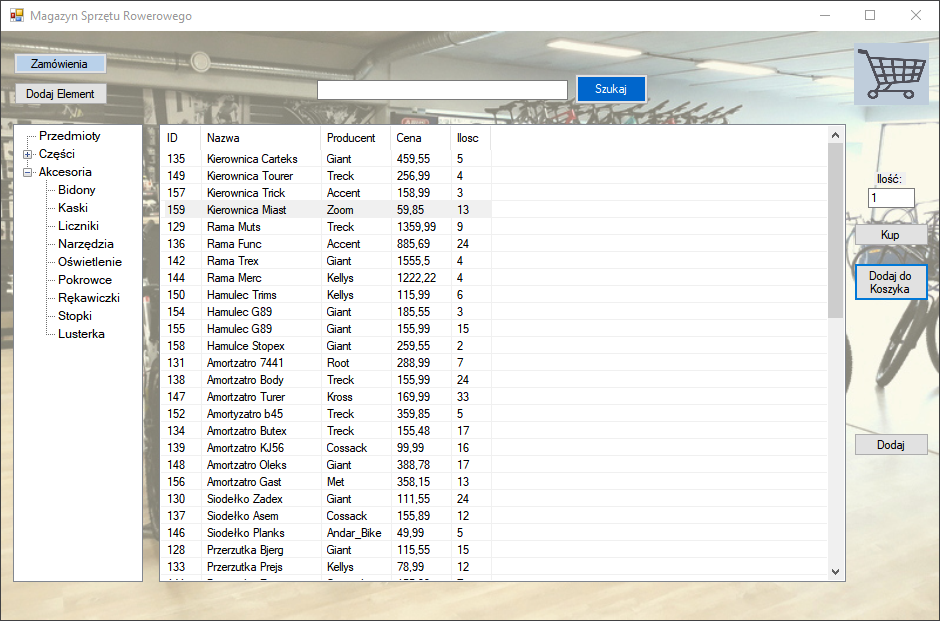 Magazyn Sprzętu Rowerowego
Zamówienia
Dodaj Element
Szukaj
Przedmioty
Części
Akcesoria
Bidony
Kaski
Liczniki
Narzędzia
Oświetlenie
Pokrowce
Rękawiczki
Stopki
Lusterka
ID Nazwa Producent Cena Ilosc
135 Kierownica Carteks Giant 459,55 5
149 Kierownica Tourer Treck 256,99 4
157 Kierownica Trick Accent 158,99 3
159 Kierownica Miast Zoom 59,85 13
129 Rama Muts Treck 1359,99 9
136 Rama Func Accent 885,69 24
142 Rama Trex Giant 1555,5 4
144 Rama Merc Kellys 1222,22 4
150 Hamulec Trims Kellys 115,99 6
154 Hamulec G89 Giant 185,55 3
155 Hamulec G89 Giant 155,99 15
158 Hamulce Stopex Giant 259,55 2
131 Amortzatro 7441 Root 288,99 7
138 Amortzatro Body Treck 155,99 24
147 Amortzatro Turer Kross 169,99 33
152 Amortyzatro b45 Treck 359,85 5
134 Amortzatro Butex Treck 155,48 17
139 Amortzatro KJ56 Cossack 99,99 16
148 Amortzatro Oleks Giant 388,78 17
156 Amortzatro Gast Met 358,15 13
130 Siodełko Zadex Giant 111,55 24
137 Siodełko Asem Cossack 155,89 12
146 Siodełko Planks Andar_Bike 49,99 5
128 Przerzutka Bjerg Giant 115,55 15
133 Przerzutka Prejs Kellys 78,99 12
Ilość:
1
Kup
Dodaj do
Koszyka
Dodaj